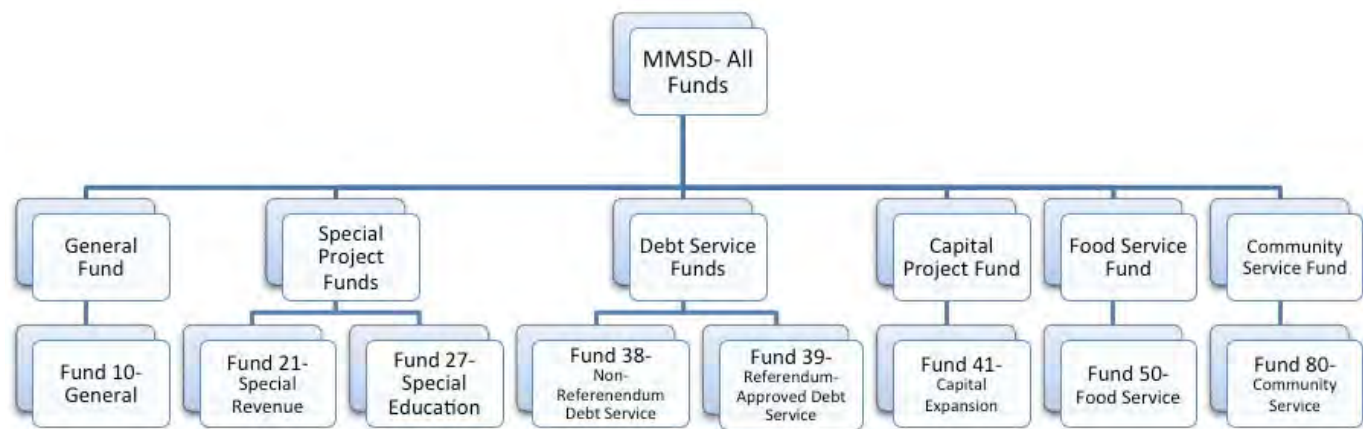 MMSD- All
Funds
General
Fund
Special
Project
Funds
Debt Service
Funds
Capital
Project Fund
Food Service
Fund
Community
Service Fund
Fund 10-
General
Fund 21-
Special
Revenue
Fund 27-
Special
Education
Fund 38-
Non-
Referenendum
Debt Service
Fund 39-
Referendum-
Approved Debt
Service
Fund 41-
Capital
Expansion
Fund 50-
Food Service
Fund 80-
Community
Service